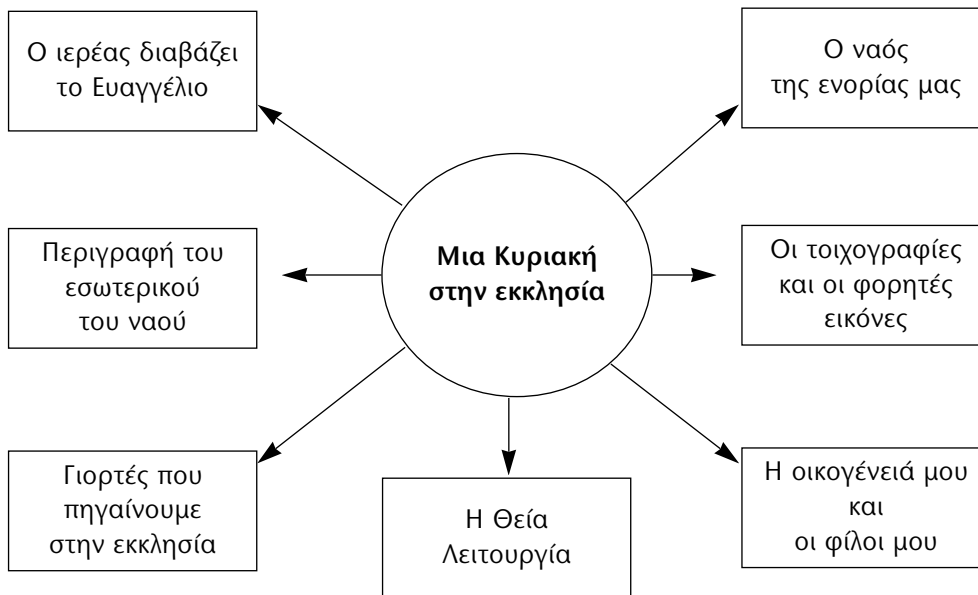 Ο ιερέας διαβάζει
το Ευαγγέλιο
Ο ναός
της ενορίας μας
Μια Κυριακή
στην εκκλησία
Περιγραφή του
εσωτερικού
του ναού
Οι τοιχογραφίες
και οι φορητές
εικόνες
Γιορτές που
πηγαίνουμε
στην εκκλησία
Η Θεία
Λειτουργία
Η οικογένειά μου
και
οι φίλοι μου